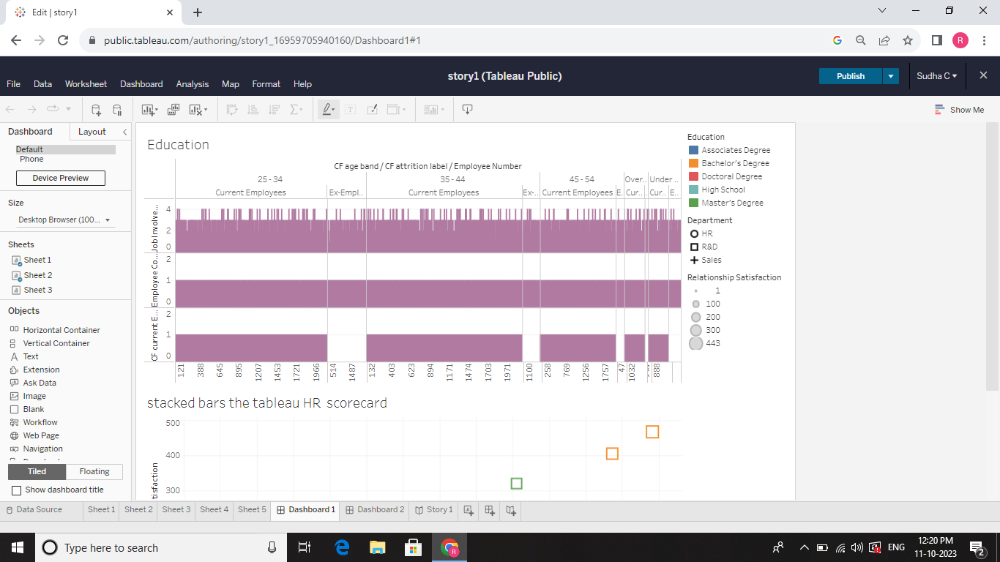 Edit | story1
public.tableau.com/authoring/story1_16959705940160/Dashboard1#1
R
story1 (Tableau Public)
File Data Worksheet Dashboard Analysis Map Format Help
Publish
Sudha C
Show Me
Dashboard Layout
Default
Phone
Device Preview
Size
Desktop Browser (100...
Sheets
Sheet 1
Sheet 2
Sheet 3
Objects
Horizontal Container
Vertical Container
Text
Extension
Ask Data
Image
Blank
Workflow
Web Page
Navigation
Tiled Floating
Show dashboard title
Education
CF age band / CF attrition label / Employee Number
25 - 34 35 - 44 45 - 54 Over.. Under ..
Current Employees Ex-Empl.. Current Employees Ex-.. Current Employees E. Cur.. Cur.. E..
Job Involve...
4
2
0
Employee Co...
2
1
0
CF current E...
2
1
0
121 388 645 895 1207 1453 1721 1966 514 1487 132 403 623 894 1171 1474 1703 1971 1100 258 769 1256 1757 47 1032 888
Education
Associates Degree
Bachelor's Degree
Doctoral Degree
High School
Master's Degree
Department
HR
R&D
Sales
Relationship Satisfaction
1
100
200
300
443
stacked bars the tableau HR scorecard
500
400
300
tisfaction
Data Source Sheet 1 Sheet 2 Sheet 3 Sheet 4 Sheet 5 Dashboard 1 Dashboard 2 Story 1
Type here to search
R
ENG
12:20 PM
11-10-2023
2